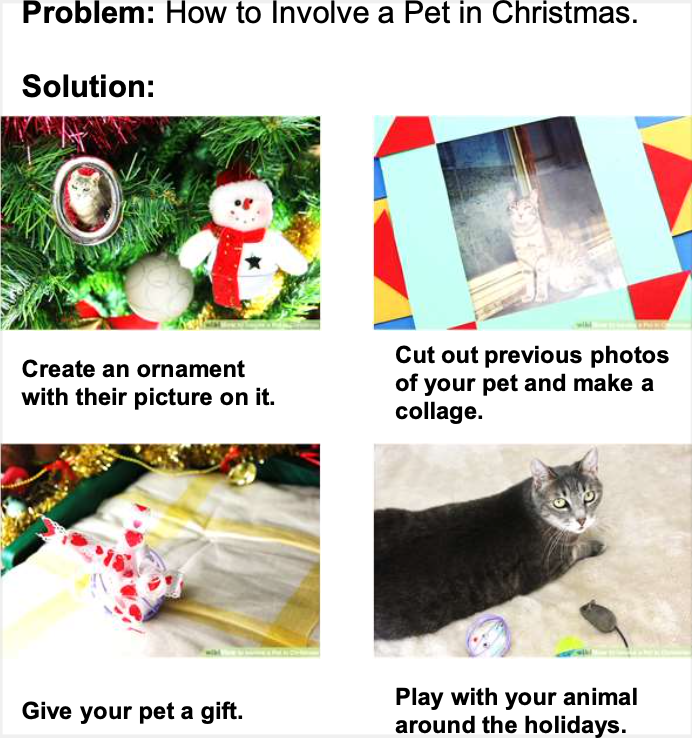 Problem: How to Involve a Pet in Christmas.
Solution:
Create an ornament
with their picture on it.
Cut out previous photos
of your pet and make a
collage.
Give your pet a gift.
Play with your animal
around the holidays.